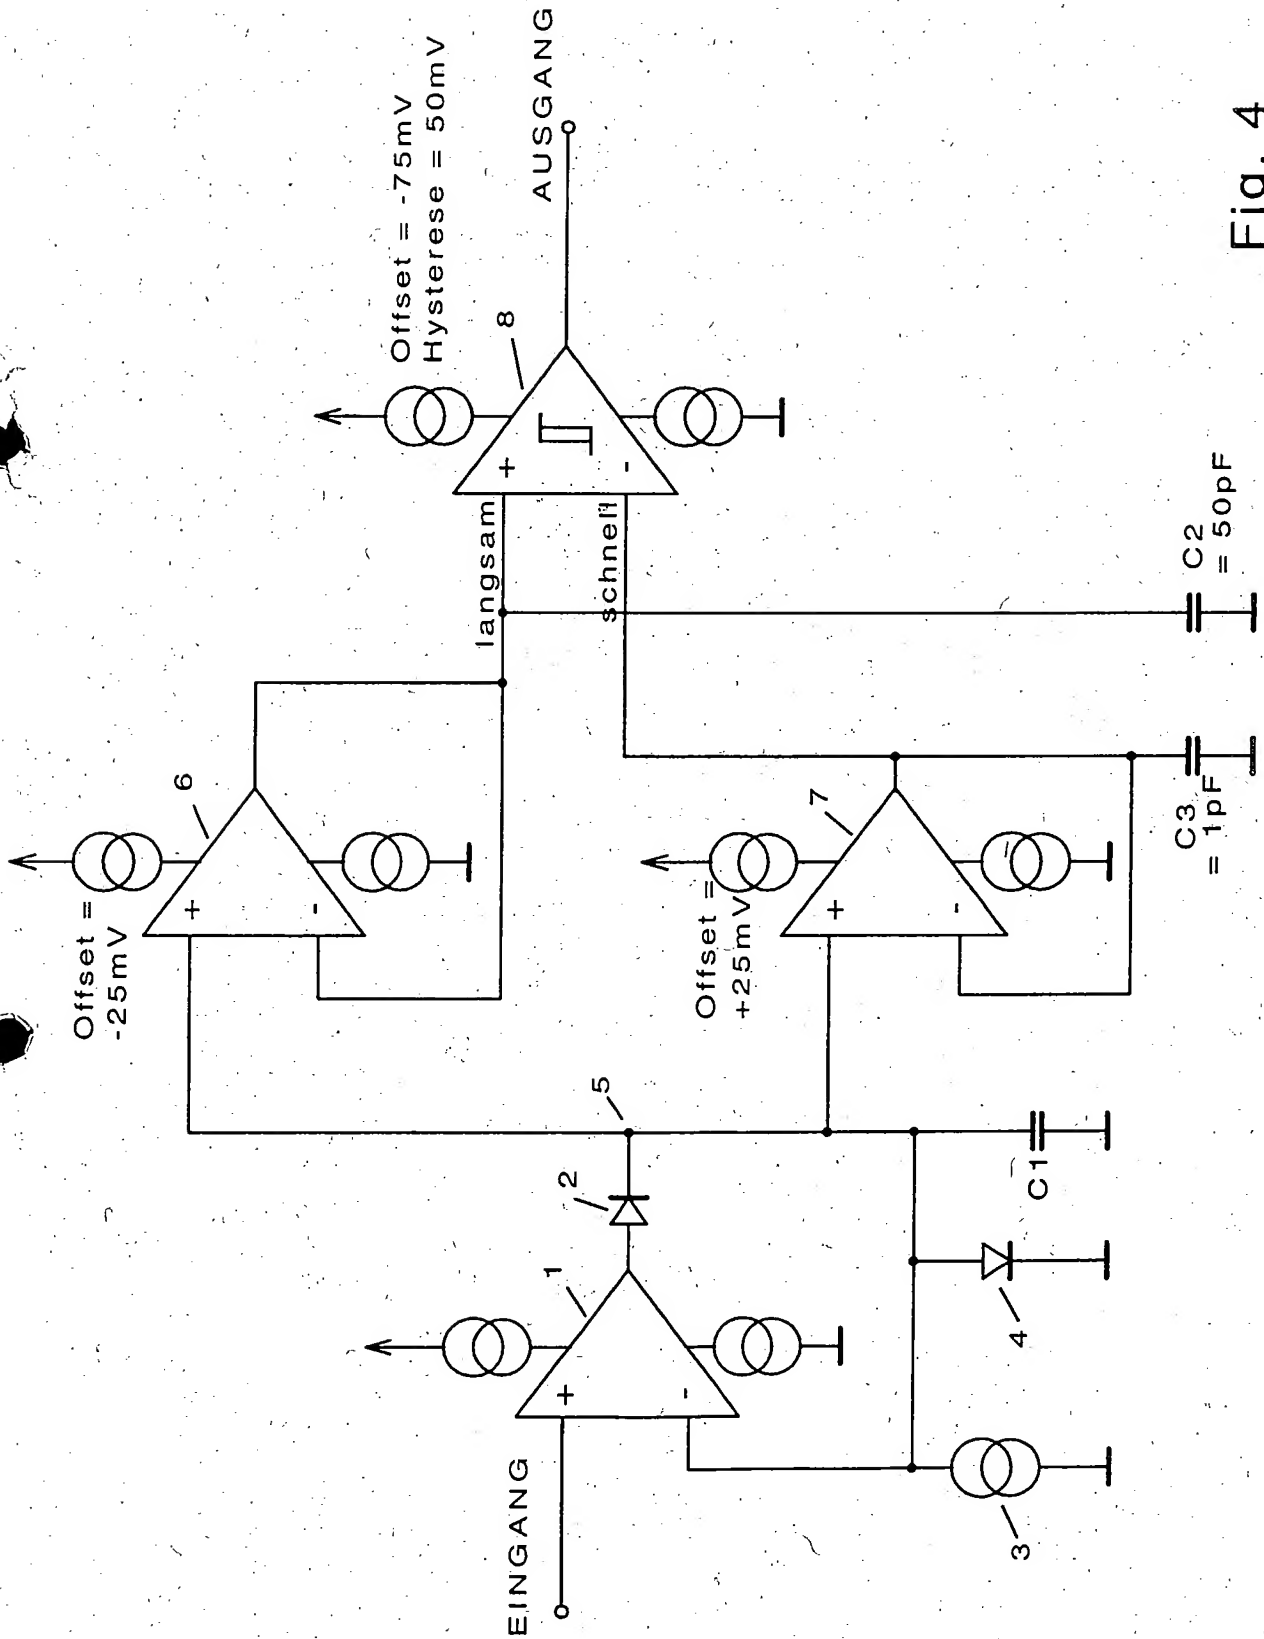 Offset =
-25mV
6
Offset = -75mV
Hysterese = 50mV
8
AUSGANG
EINGANG
1
2
5
+
-
+
-
+
-
+
-
langsam
schnell
Offset =
+25mV
7
3
4
C1
C3
= 1pF
C2
= 50pF
Fig. 4